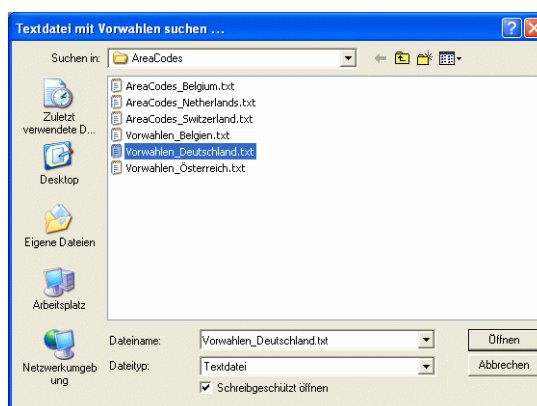 Textdatei mit Vorwahlen suchen ...
Suchen in:
AreaCodes
Zuletzt
verwendete D...
Desktop
Eigene Dateien
Arbeitsplatz
Netzwerkumgeb
ung
AreaCodes_Belgium.txt
AreaCodes_Netherlands.txt
AreaCodes_Switzerland.txt
Vorwahlen_Belgien.txt
Vorwahlen_Deutschland.txt
Vorwahlen_Österreich.txt
Dateiname:
Vorwahlen_Deutschland.txt
Öffnen
Dateityp:
Textdatei
Abbrechen
Schreibgeschützt öffnen